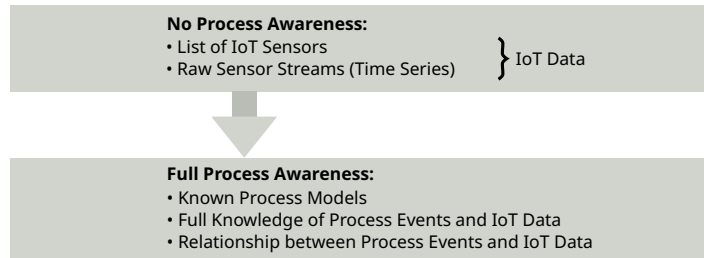 No Process Awareness:
• List of IoT Sensors
• Raw Sensor Streams (Time Series)
IoT Data
Full Process Awareness:
• Known Process Models
• Full Knowledge of Process Events and IoT Data
• Relationship between Process Events and IoT Data